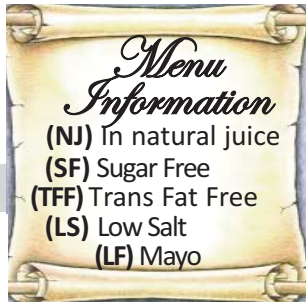 Menu
Information
(NJ) In natural juice
(SF) Sugar Free
(TFF) Trans Fat Free
(LS) Low Salt
(LF) Mayo